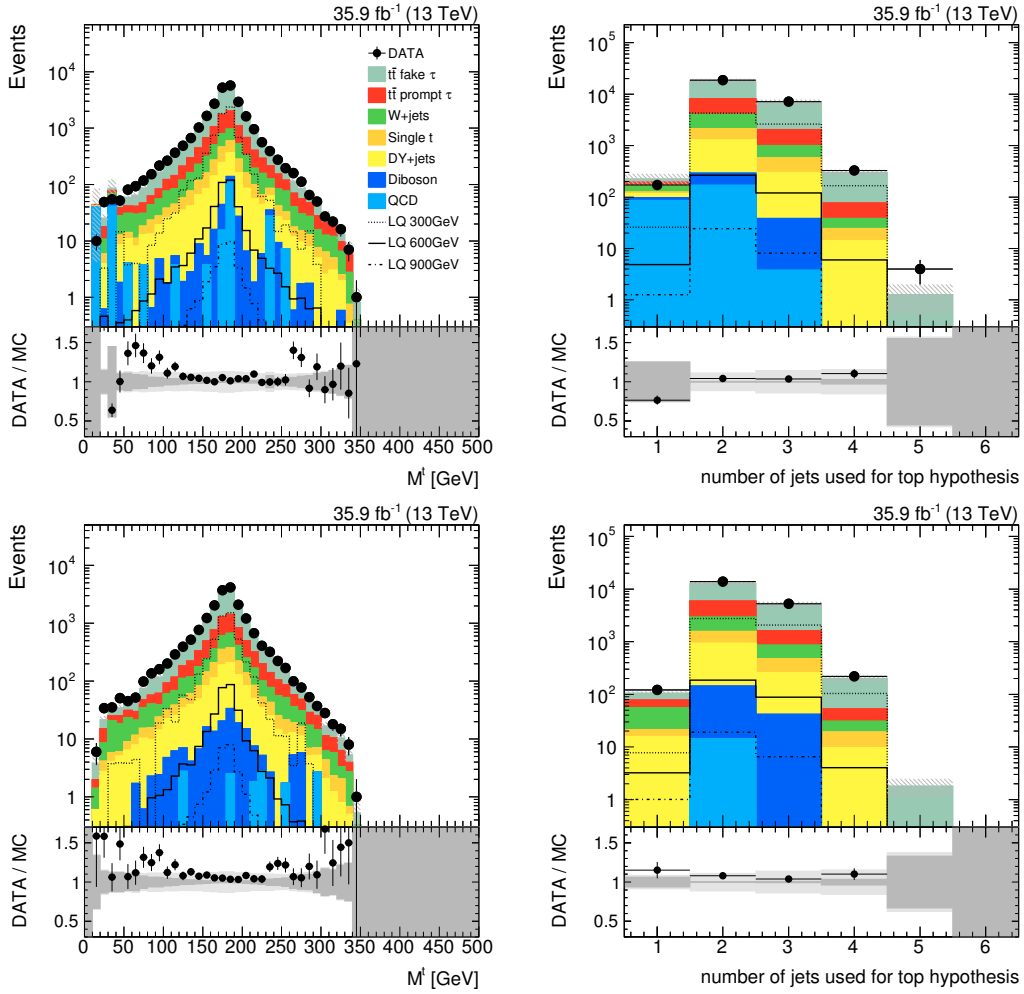 35.9 fb⁻¹ (13 TeV)
Events
10⁴
10³
10²
10
1
DATA
tt̄ fake τ
tt̄ prompt τ
W+jets
Single t
DY+jets
Diboson
QCD
LQ 300GeV
LQ 600GeV
LQ 900GeV
DATA / MC
1.5
1
0.5
0 50 100 150 200 250 300 350 400 450 500
Mᵗ [GeV]
35.9 fb⁻¹ (13 TeV)
Events
10⁵
10⁴
10³
10²
10
1
DATA / MC
1.5
1
0.5
1 2 3 4 5 6
number of jets used for top hypothesis
35.9 fb⁻¹ (13 TeV)
Events
10⁴
10³
10²
10
1
DATA / MC
1.5
1
0.5
0 50 100 150 200 250 300 350 400 450 500
Mᵗ [GeV]
35.9 fb⁻¹ (13 TeV)
Events
10⁵
10⁴
10³
10²
10
1
DATA / MC
1.5
1
0.5
1 2 3 4 5 6
number of jets used for top hypothesis